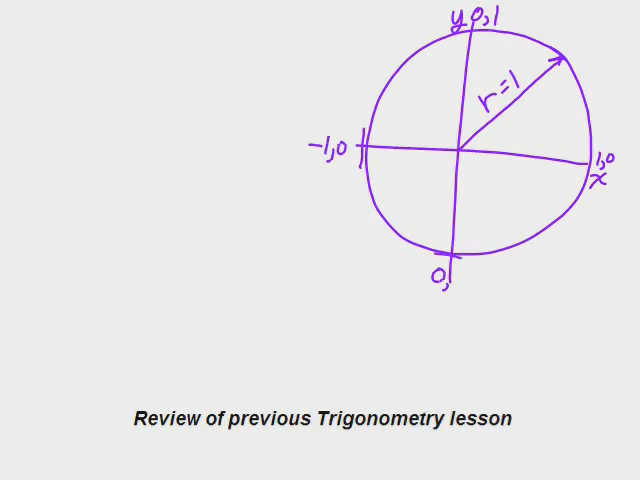 y 0,1
r=1
-1,0
1,0
x
0,
Review of previous Trigonometry lesson